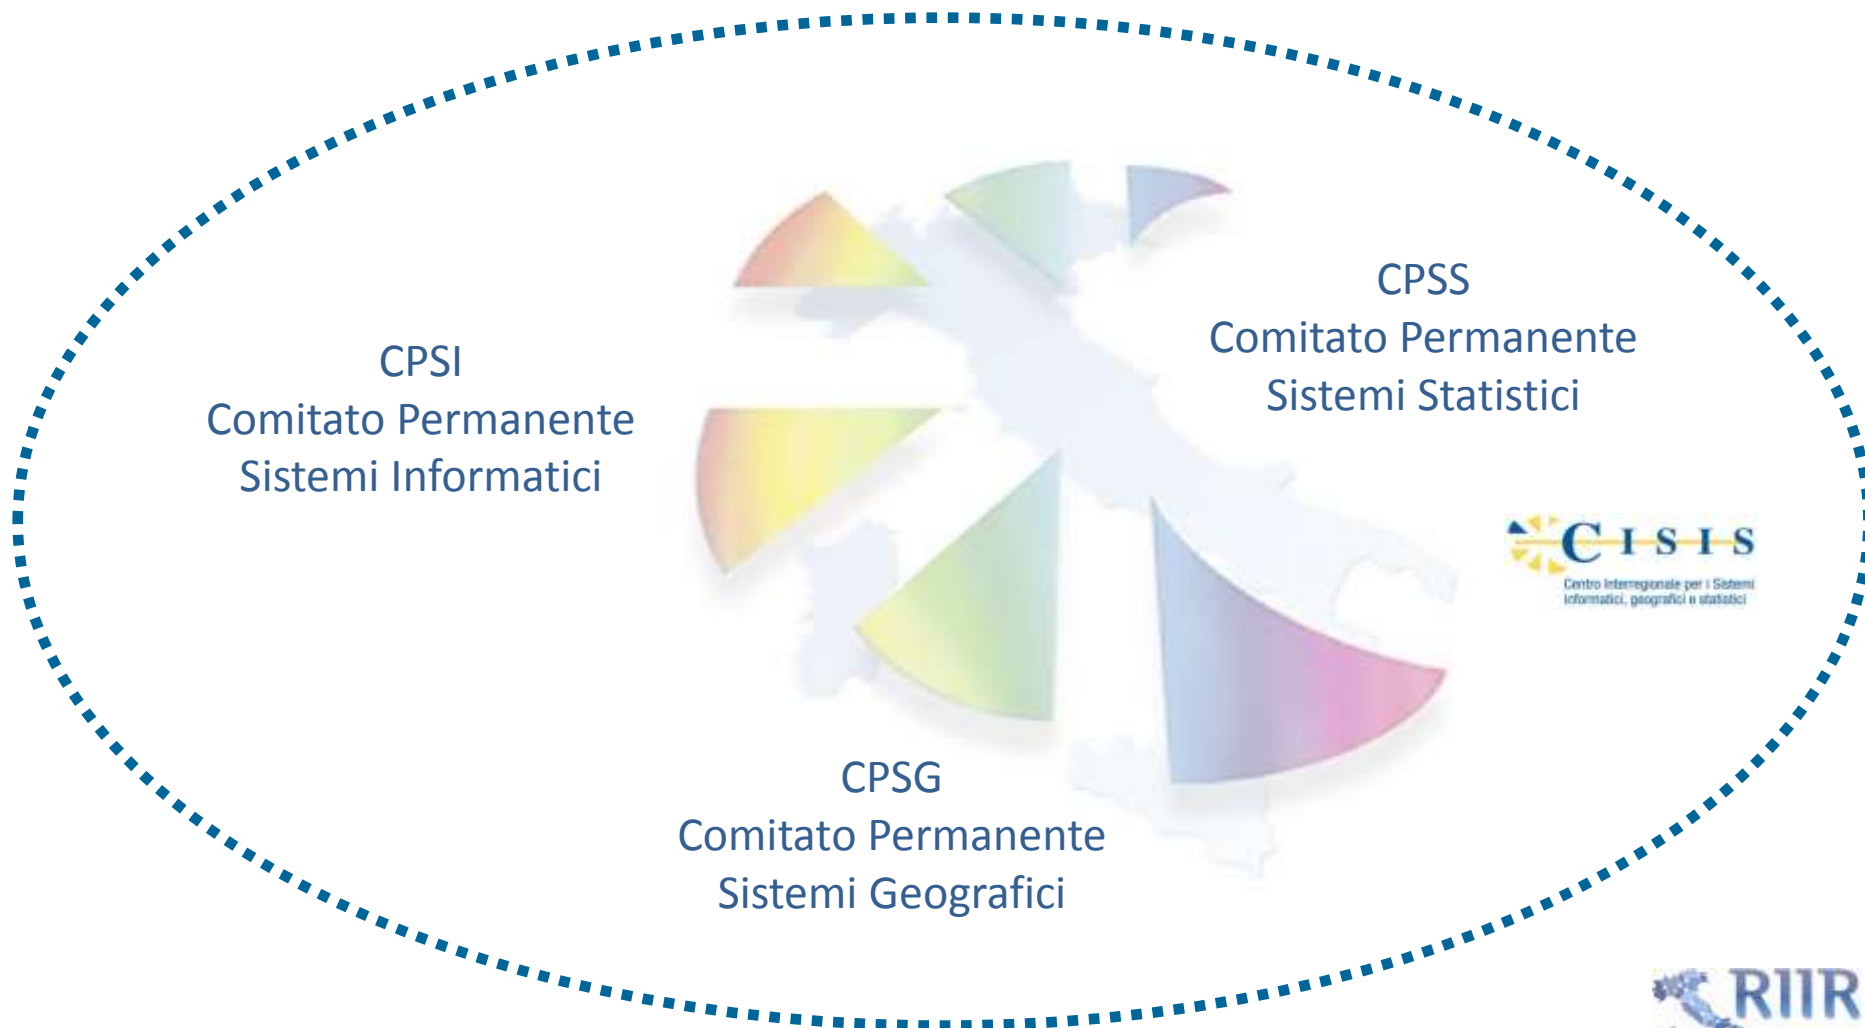 CPSI
Comitato Permanente
Sistemi Informatici
CPSS
Comitato Permanente
Sistemi Statistici
CISIS
Centro Interregionale per i Sistemi
informatici, geografici e statistici
CPSG
Comitato Permanente
Sistemi Geografici
RIIR